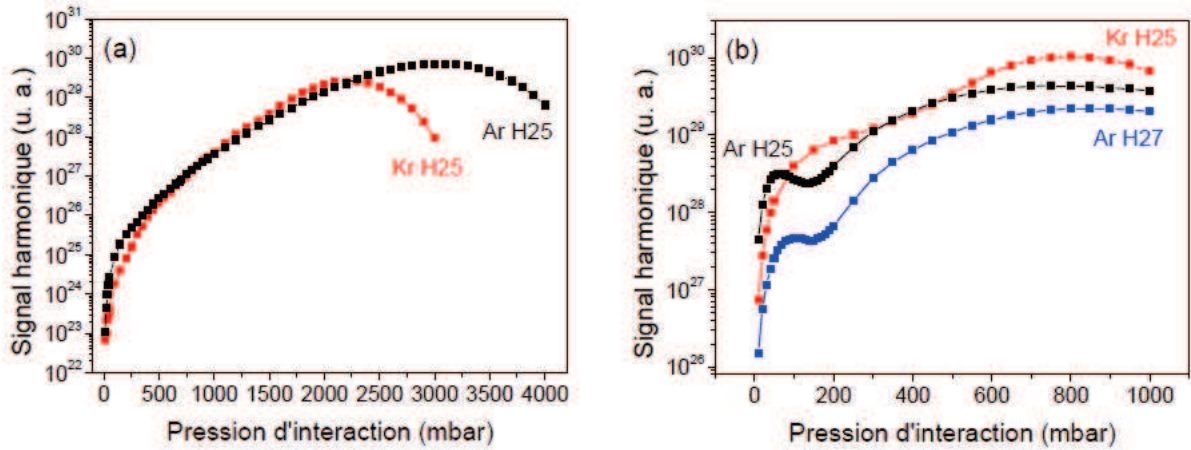 (a)
Signal harmonique (u. a.)
10^31
10^30
10^29
10^28
10^27
10^26
10^25
10^24
10^23
10^22
Ar H25
Kr H25
0 500 1000 1500 2000 2500 3000 3500 4000
Pression d'interaction (mbar)
(b)
Signal harmonique (u. a.)
10^30
10^29
10^28
10^27
10^26
Kr H25
Ar H25
Ar H27
0 200 400 600 800 1000
Pression d'interaction (mbar)